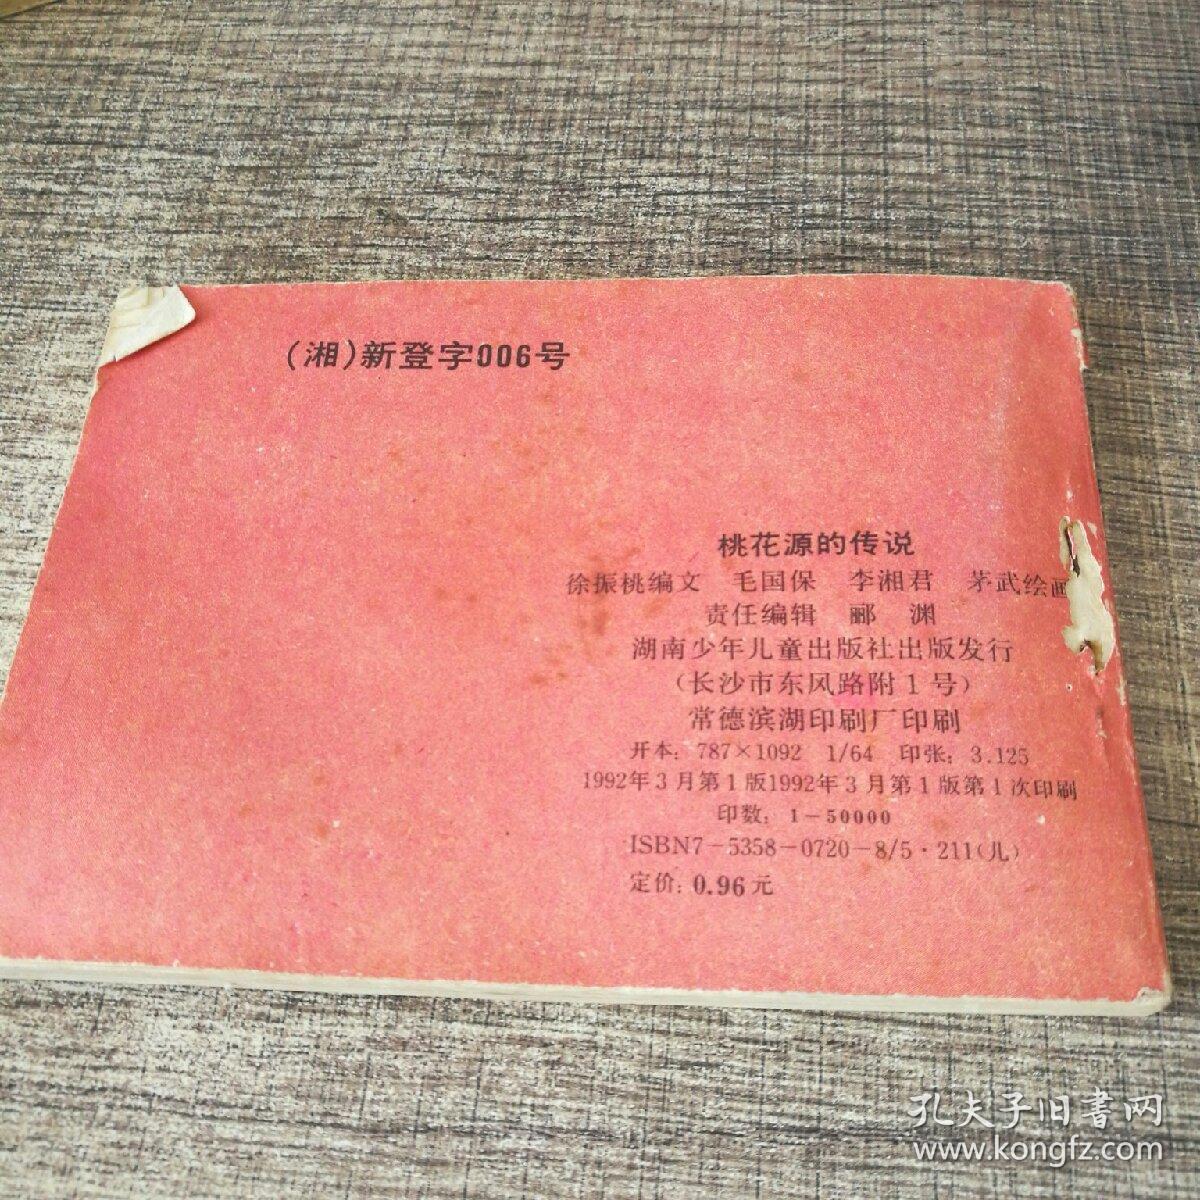 (湘)新登字006号
桃花源的传说
徐振桃编文 毛国保 李湘君 茅武绘画
责任编辑 郦 渊
湖南少年儿童出版社出版发行
(长沙市东风路附1号)
常德滨湖印刷厂印刷
开本: 787×1092 1/64 印张: 3.125
1992年3月第1版1992年3月第1版第1次印刷
印数: 1-50000
ISBN7-5358-0720-8/5·211(儿)
定价: 0.96元
孔夫子旧書网
www.kongfz.com